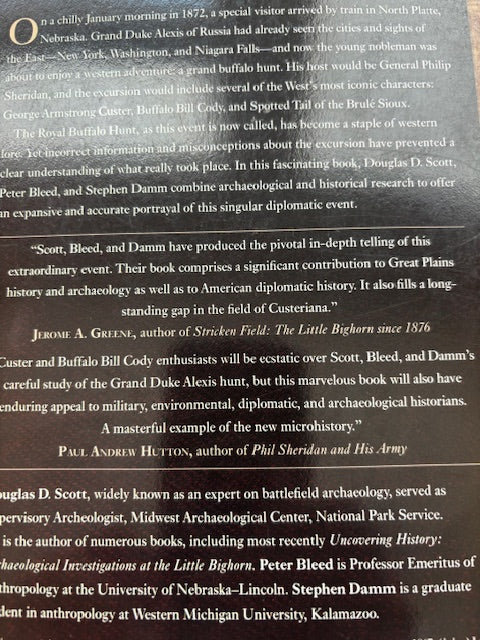 On a chilly January morning in 1872, a special visitor arrived by train in North Platte,
Nebraska. Grand Duke Alexis of Russia had already seen the cities and sights of
the East—New York, Washington, and Niagara Falls—and now the young nobleman was
about to enjoy a western adventure: a grand buffalo hunt. His host would be General Philip
Sheridan, and the excursion would include several of the West's most iconic characters:
George Armstrong Custer, Buffalo Bill Cody, and Spotted Tail of the Brulé Sioux.
The Royal Buffalo Hunt, as this event is now called, has become a staple of western
lore. Yet incorrect information and misconceptions about the excursion have prevented a
clear understanding of what really took place. In this fascinating book, Douglas D. Scott,
Peter Bleed, and Stephen Damm combine archaeological and historical research to offer
an expansive and accurate portrayal of this singular diplomatic event.
"Scott, Bleed, and Damm have produced the pivotal in-depth telling of this
extraordinary event. Their book comprises a significant contribution to Great Plains
history and archaeology as well as to American diplomatic history. It also fills a long-
standing gap in the field of Custeriana."
JEROME A. GREENE, author of Stricken Field: The Little Bighorn since 1876
Custer and Buffalo Bill Cody enthusiasts will be ecstatic over Scott, Bleed, and Damm's
careful study of the Grand Duke Alexis hunt, but this marvelous book will also have
enduring appeal to military, environmental, diplomatic, and archaeological historians.
A masterful example of the new microhistory."
PAUL ANDREW HUTTON, author of Phil Sheridan and His Army
ouglas D. Scott, widely known as an expert on battlefield archaeology, served as
pervisory Archeologist, Midwest Archaeological Center, National Park Service.
is the author of numerous books, including most recently Uncovering History:
chaeological Investigations at the Little Bighorn. Peter Bleed is Professor Emeritus of
thropology at the University of Nebraska–Lincoln. Stephen Damm is a graduate
dent in anthropology at Western Michigan University, Kalamazoo.